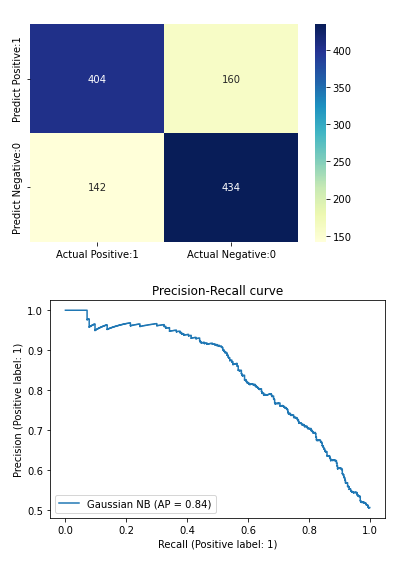 Predict Positive:1
404
160
Predict Negative:0
142
434
Actual Positive:1
Actual Negative:0
400
350
300
250
200
150
Precision-Recall curve
Precision (Positive label: 1)
1.0
0.9
0.8
0.7
0.6
0.5
Gaussian NB (AP = 0.84)
0.0 0.2 0.4 0.6 0.8 1.0
Recall (Positive label: 1)